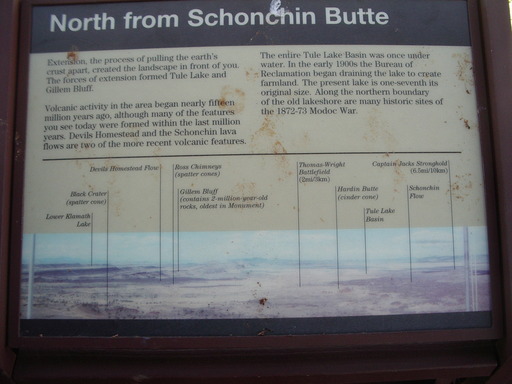 North from Schonchin Butte
Extension, the process of pulling the earth's
crust apart, created the landscape in front of you.
The forces of extension formed Tule Lake and
Gillem Bluff.
Volcanic activity in the area began nearly fifteen
million years ago, although many of the features
you see today were formed within the last million
years. Devils Homestead and the Schonchin lava
flows are two of the more recent volcanic features.
The entire Tule Lake Basin was once under
water. In the early 1900s the Bureau of
Reclamation began draining the lake to create
farmland. The present lake is one-seventh its
original size. Along the northern boundary
of the old lakeshore are many historic sites of
the 1872-73 Modoc War.
Devils Homestead Flow
Ross Chimneys
(spatter cones)
Thomas-Wright
Battlefield
(2mi/3km)
Captain Jacks Stronghold
(6.5mi/10km)
Black Crater
(spatter cone)
Gillem Bluff
(contains 2-million-year-old
rocks, oldest in Monument)
Hardin Butte
(cinder cone)
Schonchin
Flow
Lower Klamath
Lake
Tule Lake
Basin